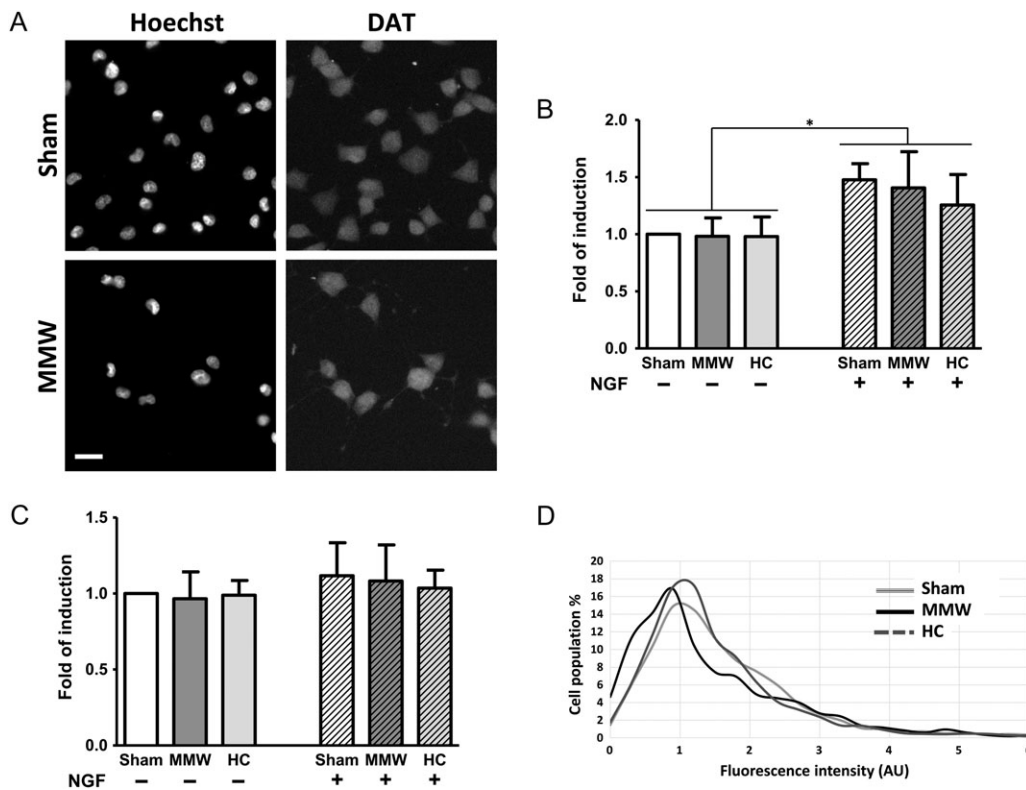 A
Hoechst
DAT
Sham
MMW
B
*
Fold of induction
2.0
1.5
1.0
0.5
0.0
Sham MMW HC Sham MMW HC
NGF − − − + + +
C
Fold of induction
1.5
1.0
0.5
0.0
Sham MMW HC Sham MMW HC
NGF − − − + + +
D
Cell population %
20
18
16
14
12
10
8
6
4
2
0
Sham
MMW
HC
0 1 2 3 4 5 6
Fluorescence intensity (AU)